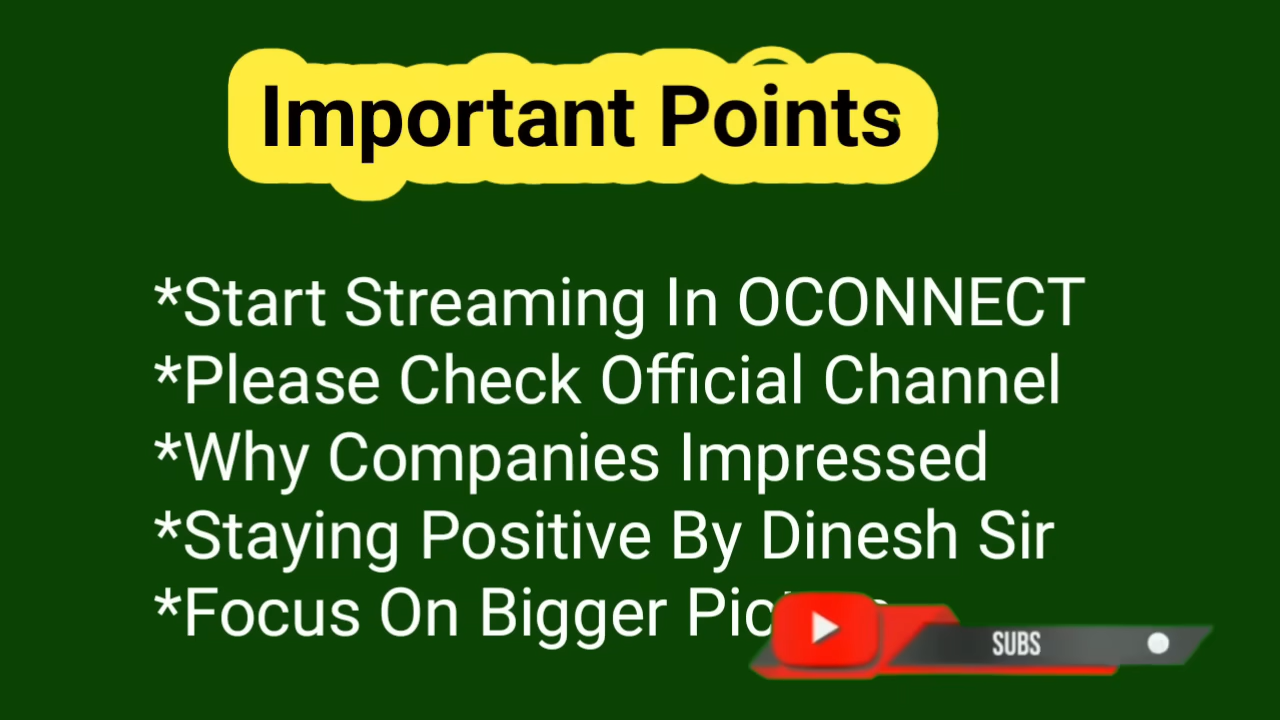 Important Points
*Start Streaming In OCONNECT
*Please Check Official Channel
*Why Companies Impressed
*Staying Positive By Dinesh Sir
*Focus On Bigger
SUBS